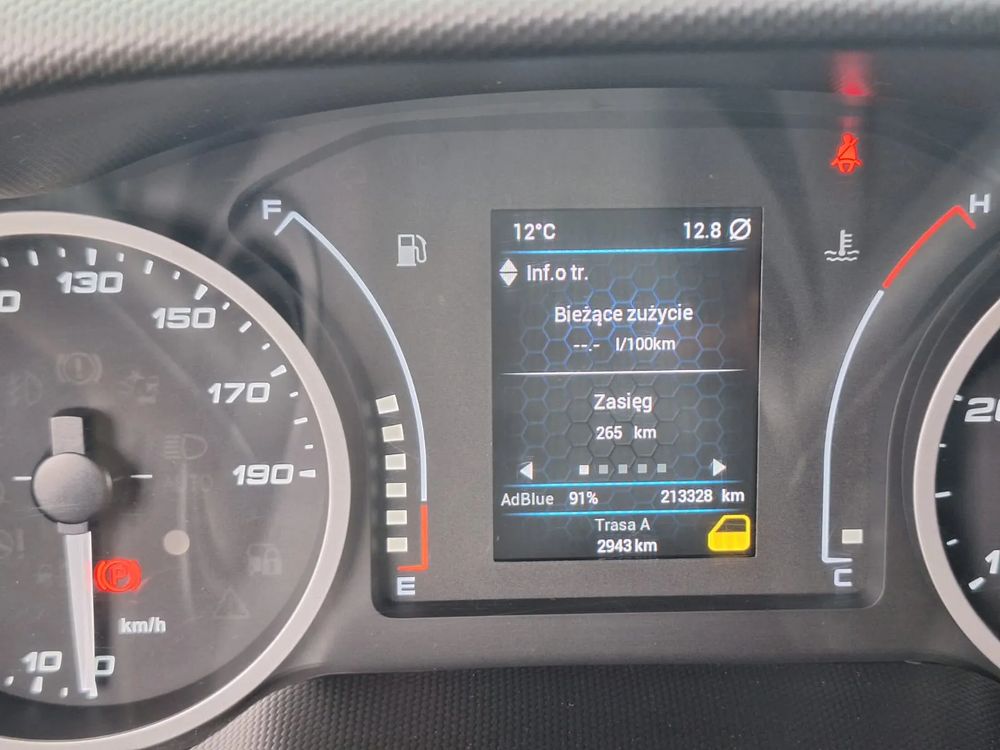 F
H
12°C
12.8 Ø
Inf.o tr.
130
Bieżące zużycie
150
--.- l/100km
170
Zasięg
265 km
190
AdBlue 91% 213328 km
Trasa A
2943 km
P
E
C
km/h
10